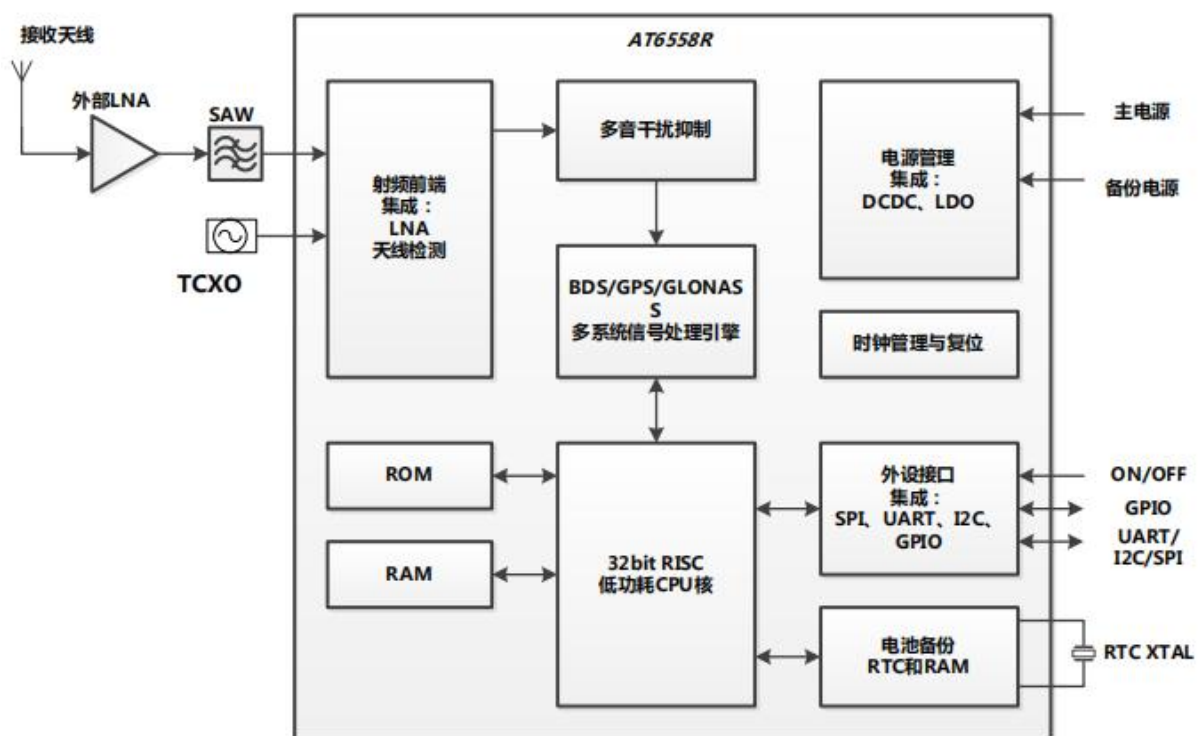 接收天线
AT6558R
外部LNA
SAW
TCXO
射频前端
集成：
LNA
天线检测
多音干扰抑制
BDS/GPS/GLONAS
S
多系统信号处理引擎
电源管理
集成：
DCDC、LDO
主电源
备份电源
时钟管理与复位
ROM
RAM
32bit RISC
低功耗CPU核
外设接口
集成：
SPI、UART、I2C、
GPIO
ON/OFF
GPIO
UART/
I2C/SPI
电池备份
RTC和RAM
RTC XTAL